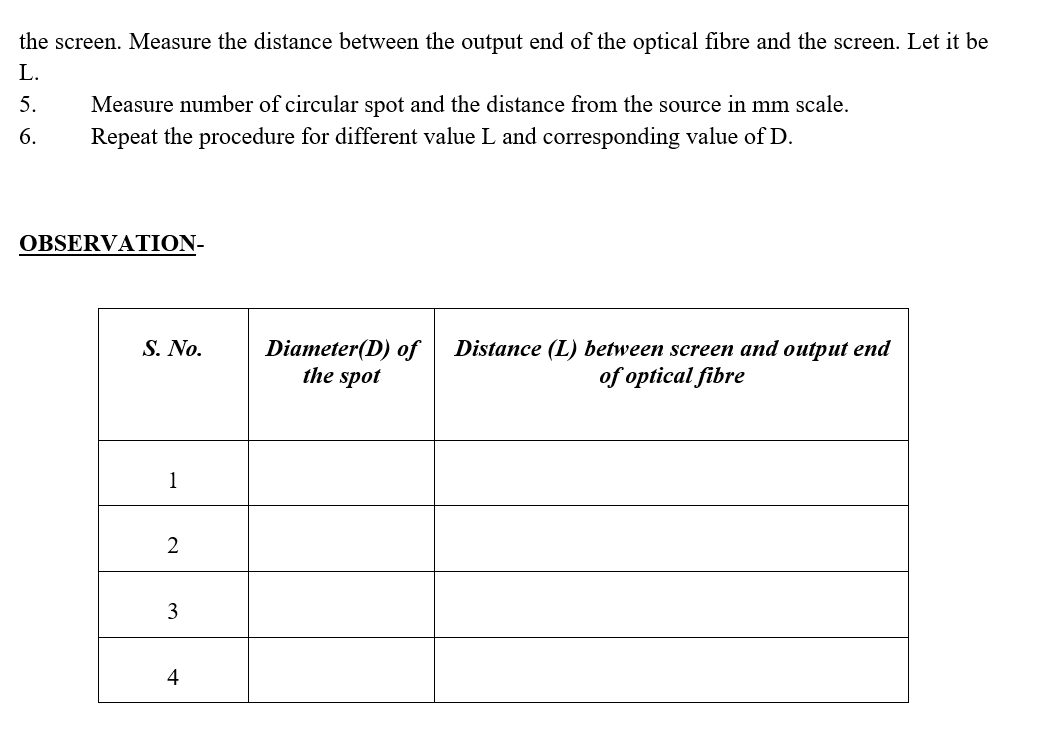 the screen. Measure the distance between the output end of the optical fibre and the screen. Let it be
L.
5. Measure number of circular spot and the distance from the source in mm scale.
6. Repeat the procedure for different value L and corresponding value of D.
OBSERVATION-
S. No.
Diameter(D) of
the spot
Distance (L) between screen and output end
of optical fibre
1
2
3
4